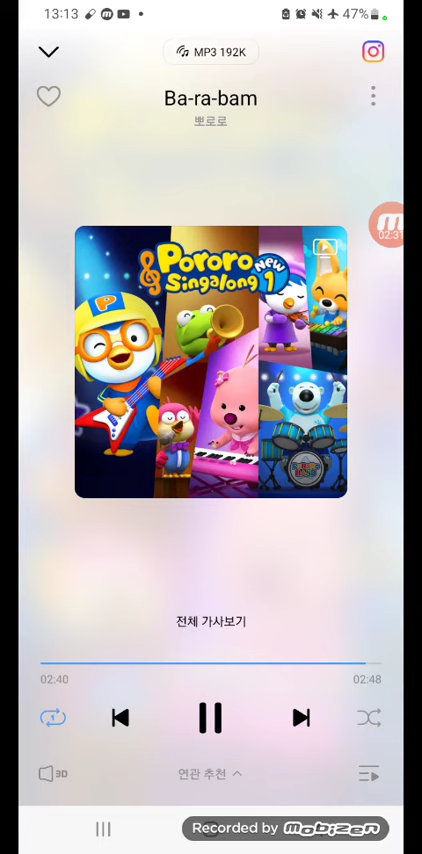 13:13
47%
MP3 192K
Ba-ra-bam
뽀로로
02:31
Pororo
New
Singalong 1
P
전체 가사보기
02:40
02:48
1
3D
연관 추천
Recorded by MOBIZEN